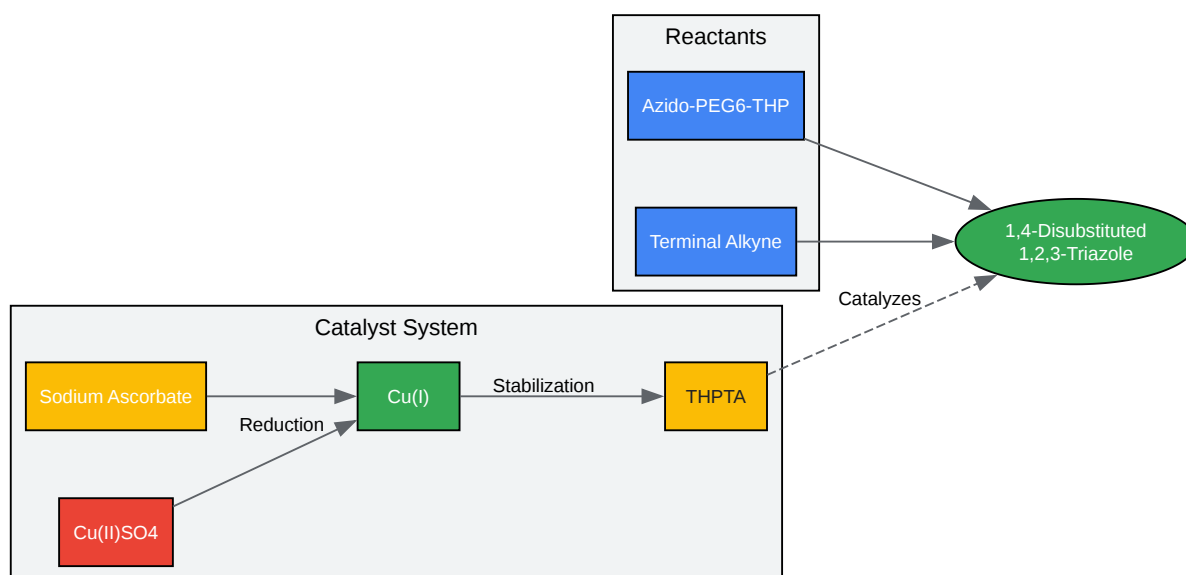 Reactants
Azido-PEG6-THP
Terminal Alkyne
1,4-Disubstituted
1,2,3-Triazole
Catalyzes
Catalyst System
Sodium Ascorbate
Reduction
Cu(I)
Stabilization
THPTA
Cu(II)SO4